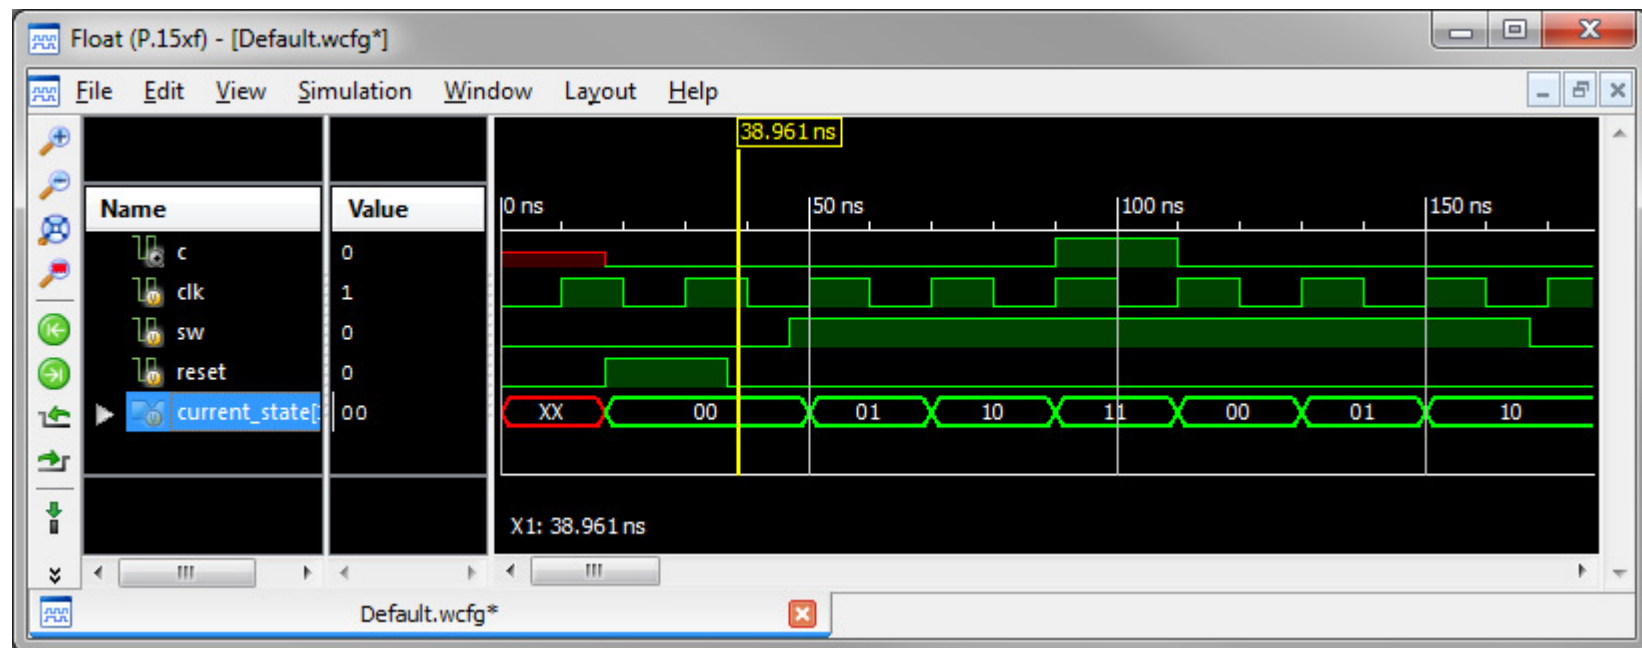 Float (P.15xf) - [Default.wcfg*]
File Edit View Simulation Window Layout Help
38.961 ns
Name Value 0 ns 50 ns 100 ns 150 ns
c 0
clk 1
sw 0
reset 0
current_state[ 00 XX 00 01 10 11 00 01 10
X1: 38.961 ns
Default.wcfg*